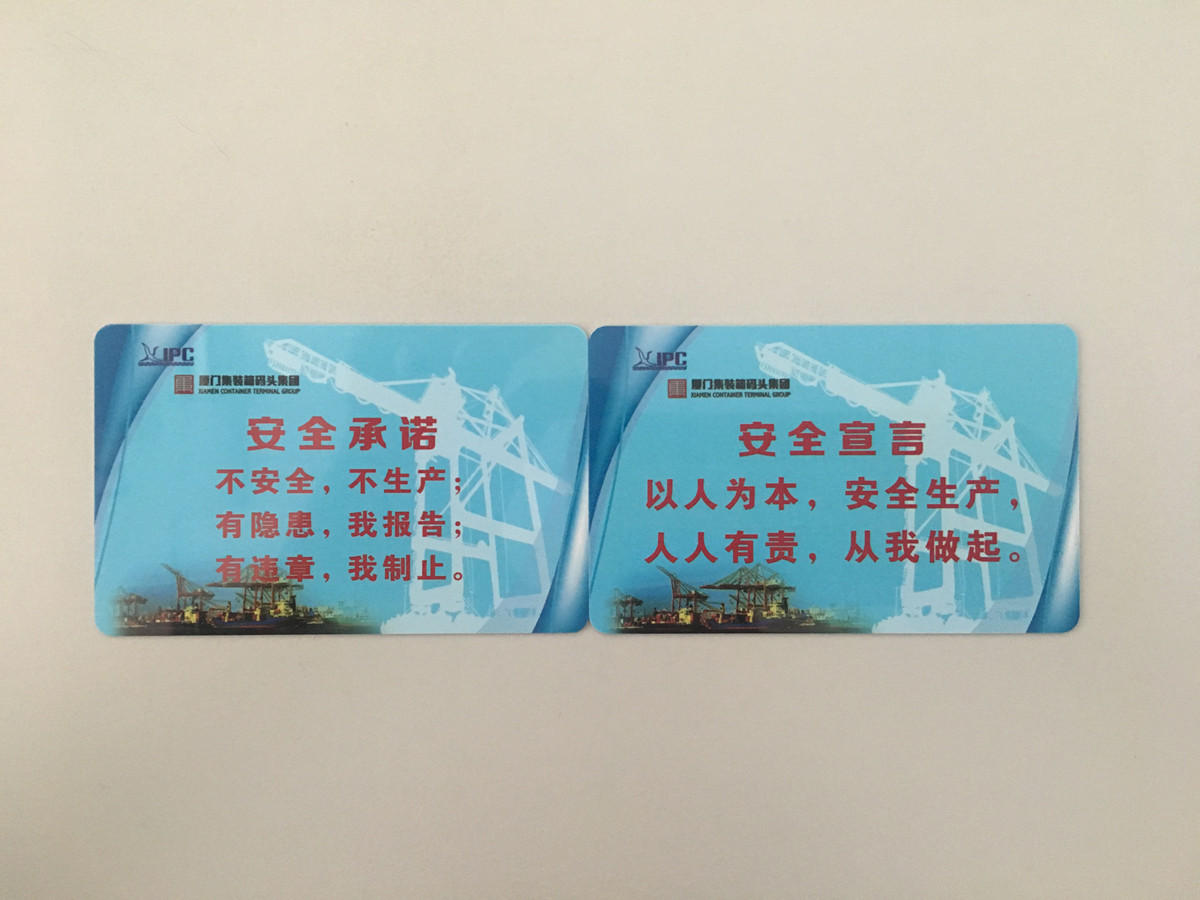 IPC
厦门集装箱码头集团
XIAMEN CONTAINER TERMINAL GROUP
安全承诺
不安全，不生产；
有隐患，我报告；
有违章，我制止。
IPC
厦门集装箱码头集团
XIAMEN CONTAINER TERMINAL GROUP
安全宣言
以人为本，安全生产，
人人有责，从我做起。